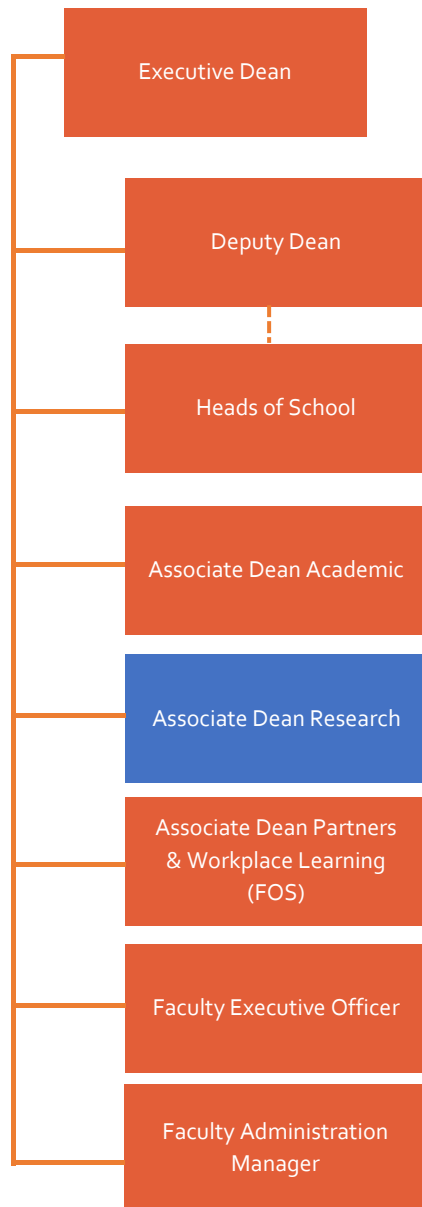 Executive Dean
Deputy Dean
Heads of School
Associate Dean Academic
Associate Dean Research
Associate Dean Partners
& Workplace Learning
(FOS)
Faculty Executive Officer
Faculty Administration
Manager